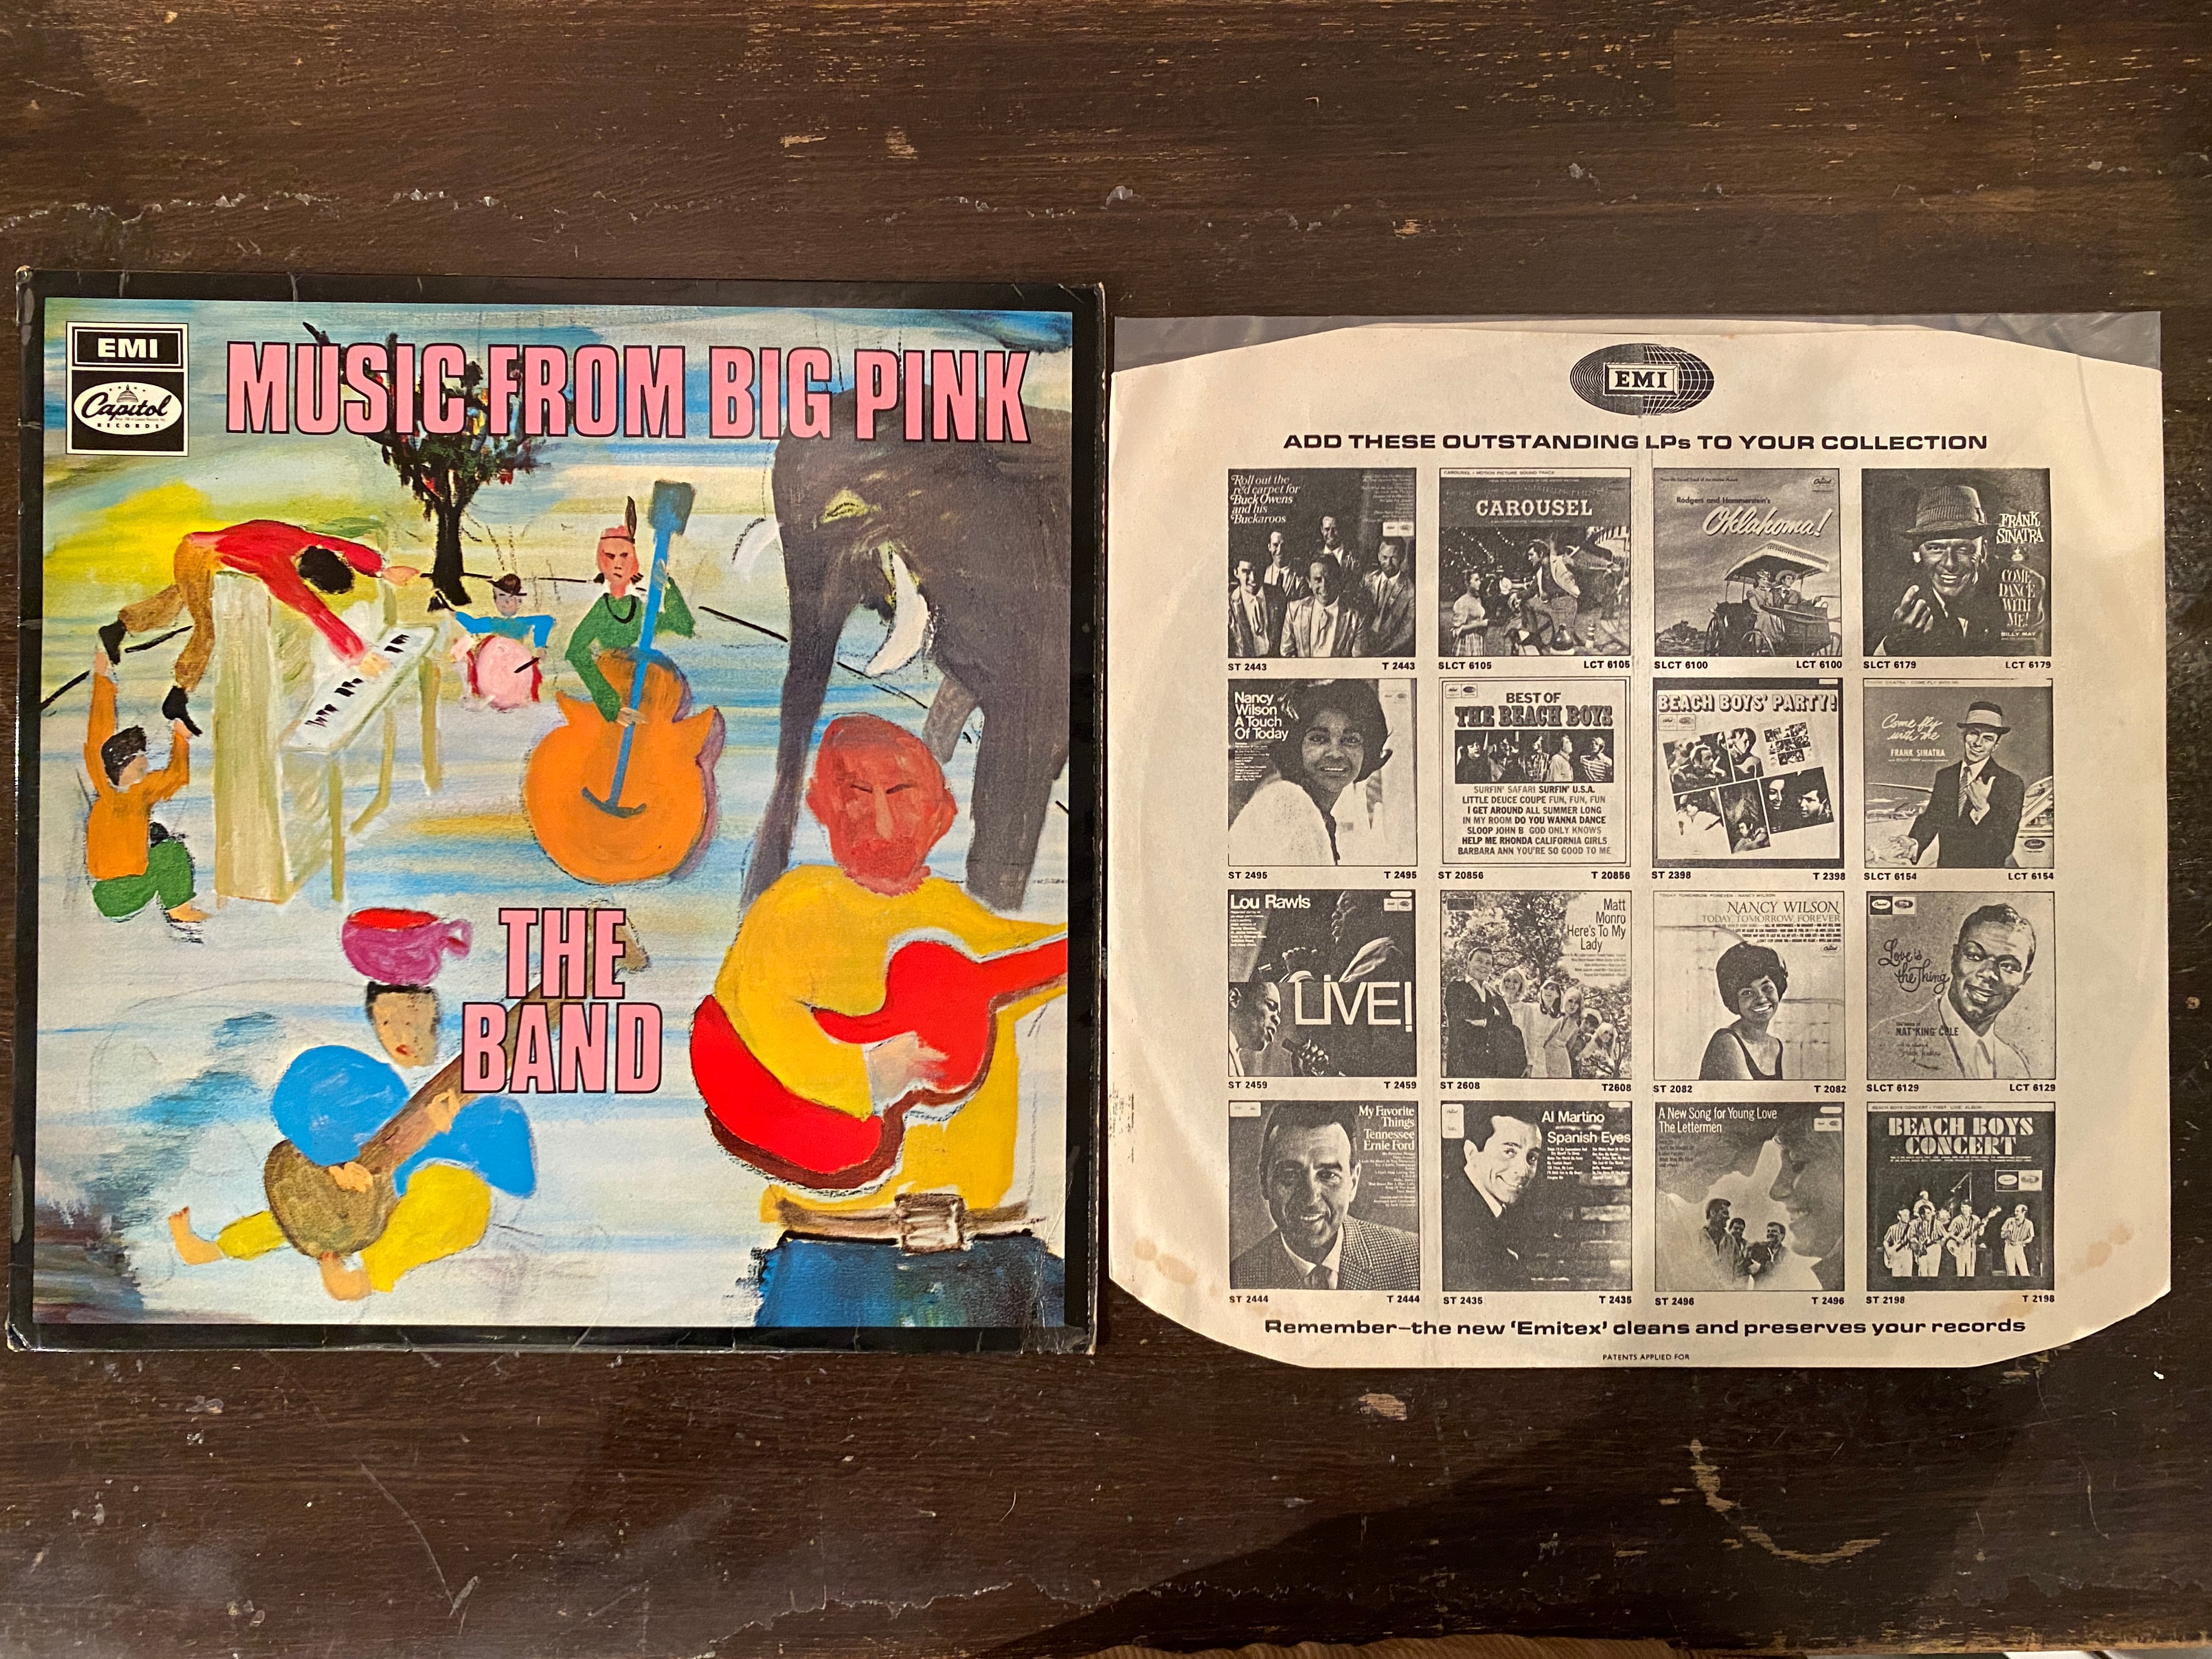 EMI
Capitol
RECORDS
MUSIC FROM BIG PINK
THE
BAND
EMI
ADD THESE OUTSTANDING LPs TO YOUR COLLECTION
Roll out the
red carpet for
Buck Owens
and his
Buckaroos
ST 2443 T 2443
CAROUSEL
SLCT 6105 LCT 6105
Rodgers and Hammerstein's
Oklahoma!
SLCT 6100 LCT 6100
FRANK
SINATRA
COME
DANCE
WITH
ME!
BILLY MAY
SLCT 6179 LCT 6179
Nancy
Wilson
A Touch
Of Today
ST 2495 T 2495
BEST OF
THE BEACH BOYS
SURFIN' SAFARI SURFIN' U.S.A.
LITTLE DEUCE COUPE FUN, FUN, FUN
I GET AROUND ALL SUMMER LONG
IN MY ROOM DO YOU WANNA DANCE
SLOOP JOHN B GOD ONLY KNOWS
HELP ME RHONDA CALIFORNIA GIRLS
BARBARA ANN YOU'RE SO GOOD TO ME
ST 20856 T 20856
BEACH BOYS' PARTY!
ST 2398 T 2398
Come fly
with me
FRANK SINATRA
SLCT 6154 LCT 6154
Lou Rawls
LIVE!
ST 2459 T 2459
Matt
Monro
Here's To My
Lady
ST 2608 T2608
NANCY WILSON
TODAY TOMORROW FOREVER
ST 2082 T 2082
Love is
the Thing
NAT 'KING' COLE
SLCT 6129 LCT 6129
My Favorite
Things
Tennessee
Ernie Ford
ST 2444 T 2444
Al Martino
Spanish Eyes
ST 2435 T 2435
A New Song for Young Love
The Lettermen
ST 2496 T 2496
BEACH BOYS
CONCERT
ST 2198 T 2198
Remember—the new 'Emitex' cleans and preserves your records
PATENTS APPLIED FOR